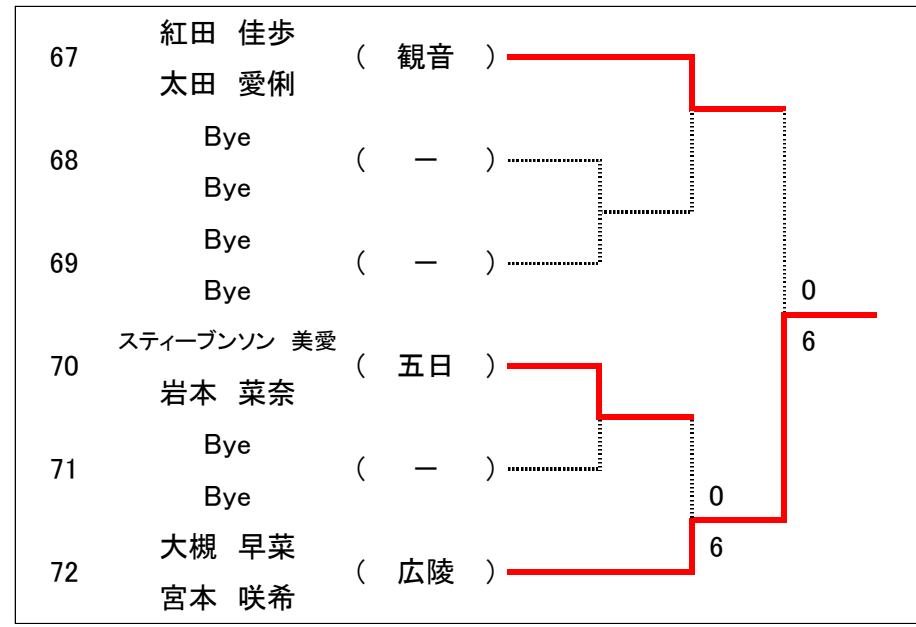 紅田 佳歩
67 ( 観音 )
太田 愛俐
Bye
68 ( ー )
Bye
Bye
69 ( ー )
Bye
0
スティーブンソン 美愛
6
70 ( 五日 )
岩本 菜奈
Bye
71 ( ー )
Bye
0
大槻 早菜
6
72 ( 広陵 )
宮本 咲希